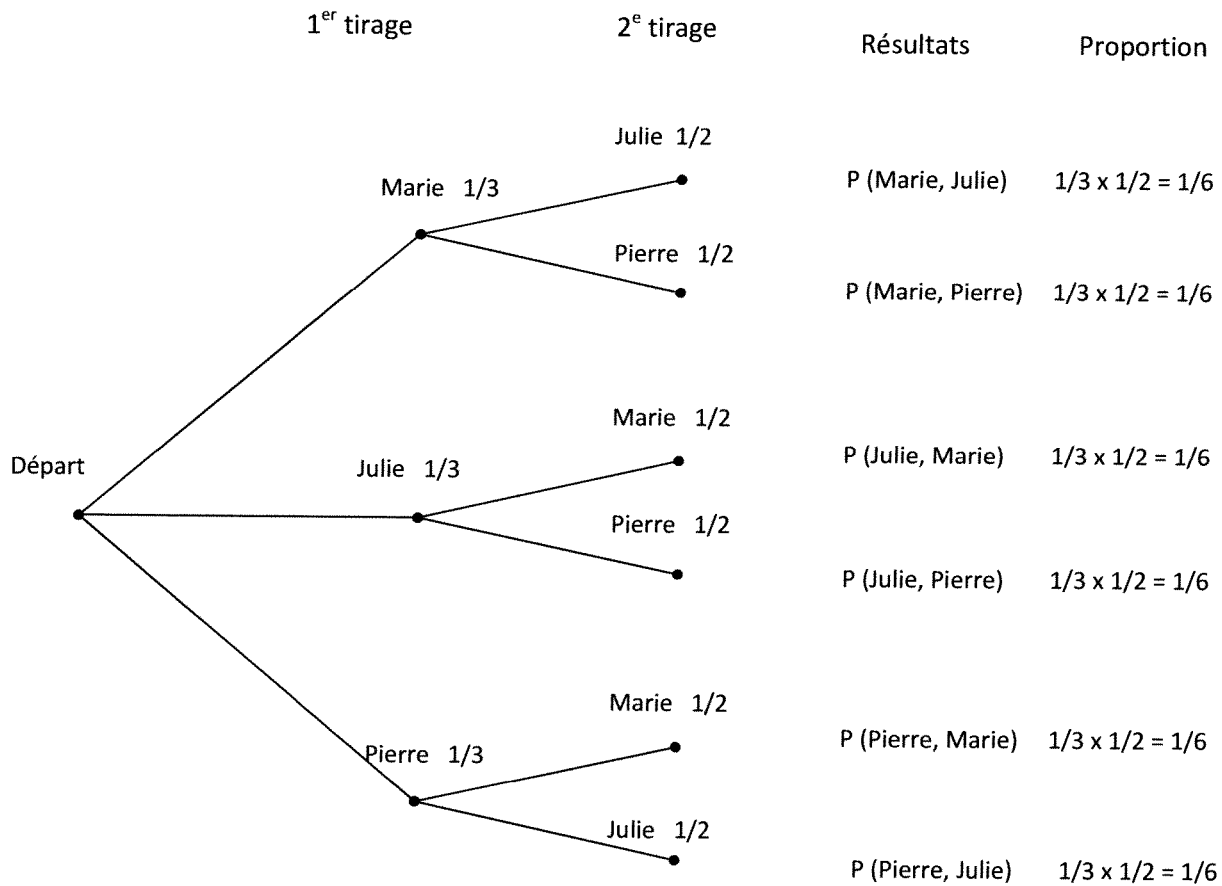 1er tirage 2e tirage Résultats Proportion
Julie 1/2
Marie 1/3 P (Marie, Julie) 1/3 x 1/2 = 1/6
Pierre 1/2
P (Marie, Pierre) 1/3 x 1/2 = 1/6
Marie 1/2
Départ Julie 1/3 P (Julie, Marie) 1/3 x 1/2 = 1/6
Pierre 1/2
P (Julie, Pierre) 1/3 x 1/2 = 1/6
Marie 1/2
Pierre 1/3 P (Pierre, Marie) 1/3 x 1/2 = 1/6
Julie 1/2
P (Pierre, Julie) 1/3 x 1/2 = 1/6